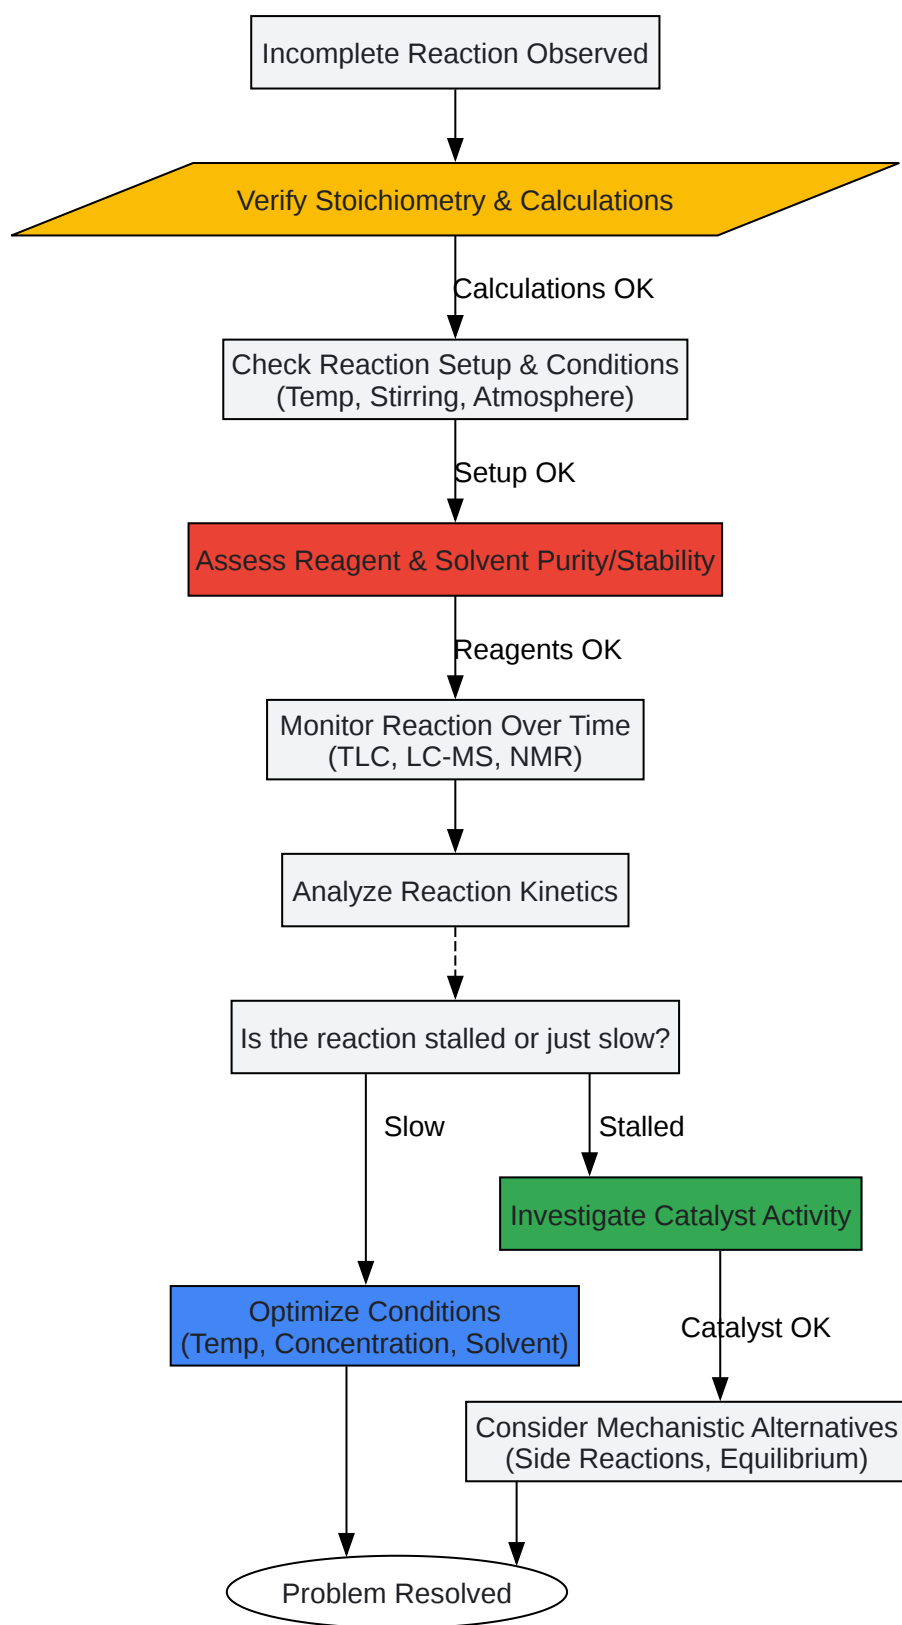 Incomplete Reaction Observed
Verify Stoichiometry & Calculations
Calculations OK
Check Reaction Setup & Conditions
(Temp, Stirring, Atmosphere)
Setup OK
Assess Reagent & Solvent Purity/Stability
Reagents OK
Monitor Reaction Over Time
(TLC, LC-MS, NMR)
Analyze Reaction Kinetics
Is the reaction stalled or just slow?
Slow
Stalled
Investigate Catalyst Activity
Optimize Conditions
(Temp, Concentration, Solvent)
Catalyst OK
Consider Mechanistic Alternatives
(Side Reactions, Equilibrium)
Problem Resolved